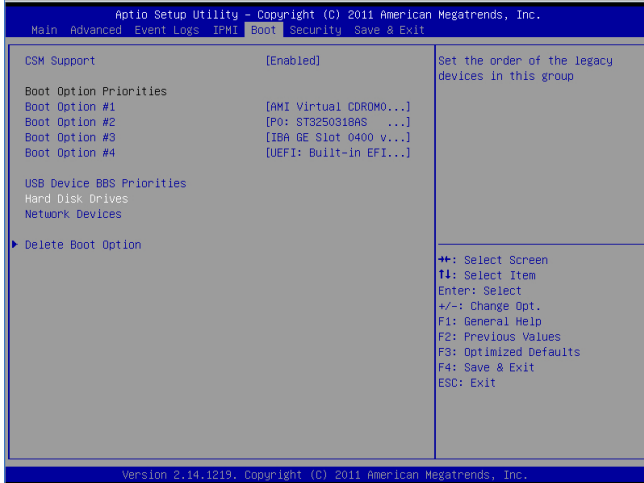 Aptio Setup Utility – Copyright (C) 2011 American Megatrends, Inc.
Main Advanced Event Logs IPMI Boot Security Save & Exit
CSM Support [Enabled]
Boot Option Priorities
Boot Option #1 [AMI Virtual CDROM0...]
Boot Option #2 [P0: ST3250318AS ...]
Boot Option #3 [IBA GE Slot 0400 v...]
Boot Option #4 [UEFI: Built-in EFI...]
USB Device BBS Priorities
Hard Disk Drives
Network Devices
▶ Delete Boot Option
Set the order of the legacy
devices in this group
→←: Select Screen
↑↓: Select Item
Enter: Select
+/-: Change Opt.
F1: General Help
F2: Previous Values
F3: Optimized Defaults
F4: Save & Exit
ESC: Exit
Version 2.14.1219. Copyright (C) 2011 American Megatrends, Inc.